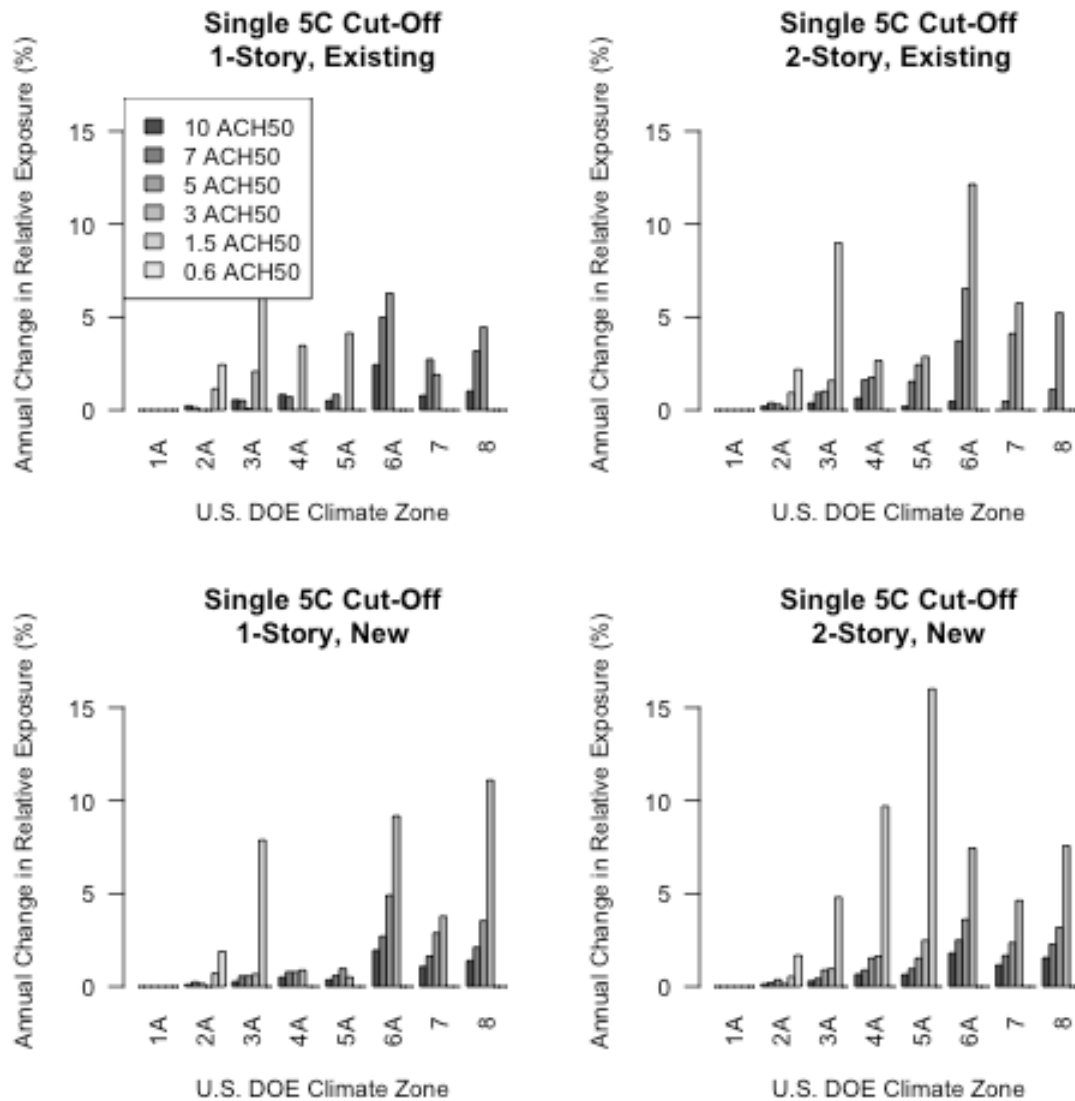 Single 5C Cut-Off
1-Story, Existing
Annual Change in Relative Exposure (%)
15
10
5
0
10 ACH50
7 ACH50
5 ACH50
3 ACH50
1.5 ACH50
0.6 ACH50
1A
2A
3A
4A
5A
6A
7
8
U.S. DOE Climate Zone
Single 5C Cut-Off
2-Story, Existing
Annual Change in Relative Exposure (%)
15
10
5
0
1A
2A
3A
4A
5A
6A
7
8
U.S. DOE Climate Zone
Single 5C Cut-Off
1-Story, New
Annual Change in Relative Exposure (%)
15
10
5
0
1A
2A
3A
4A
5A
6A
7
8
U.S. DOE Climate Zone
Single 5C Cut-Off
2-Story, New
Annual Change in Relative Exposure (%)
15
10
5
0
1A
2A
3A
4A
5A
6A
7
8
U.S. DOE Climate Zone